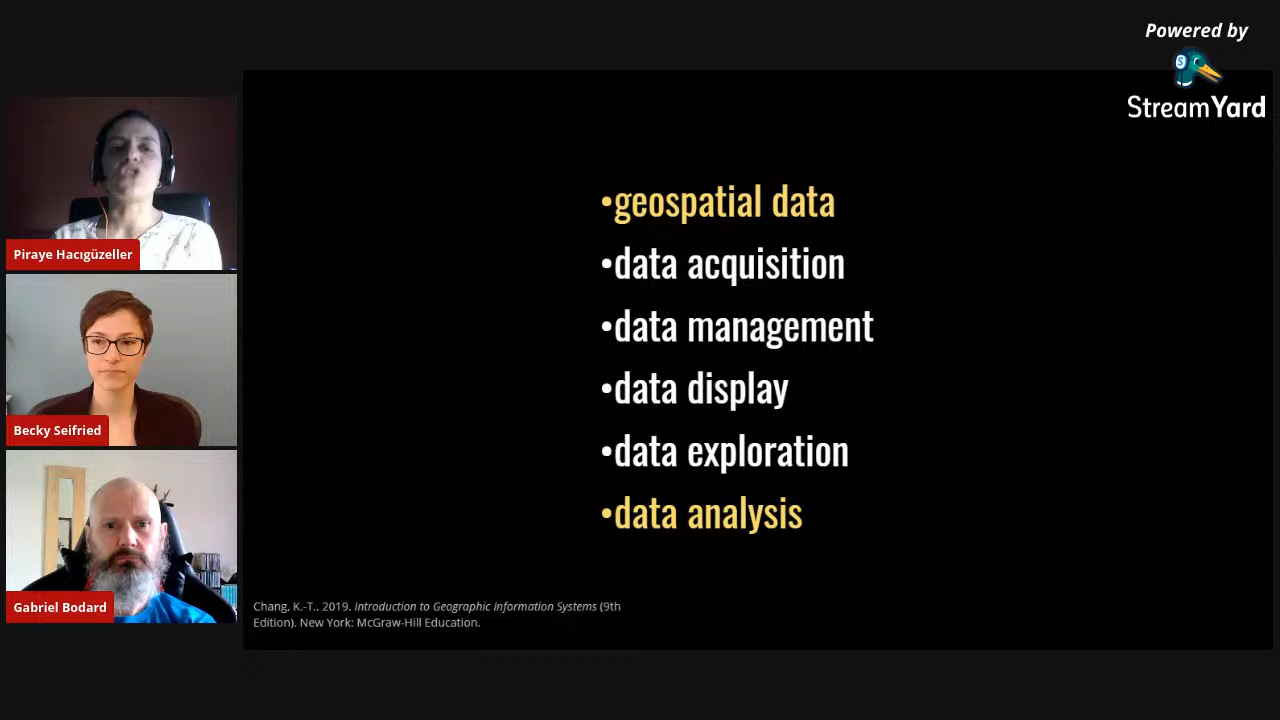 Powered by
StreamYard
Piraye Hacıgüzeller
Becky Seifried
Gabriel Bodard
•geospatial data
•data acquisition
•data management
•data display
•data exploration
•data analysis
Chang, K.-T.. 2019. Introduction to Geographic Information Systems (9th
Edition). New York: McGraw-Hill Education.